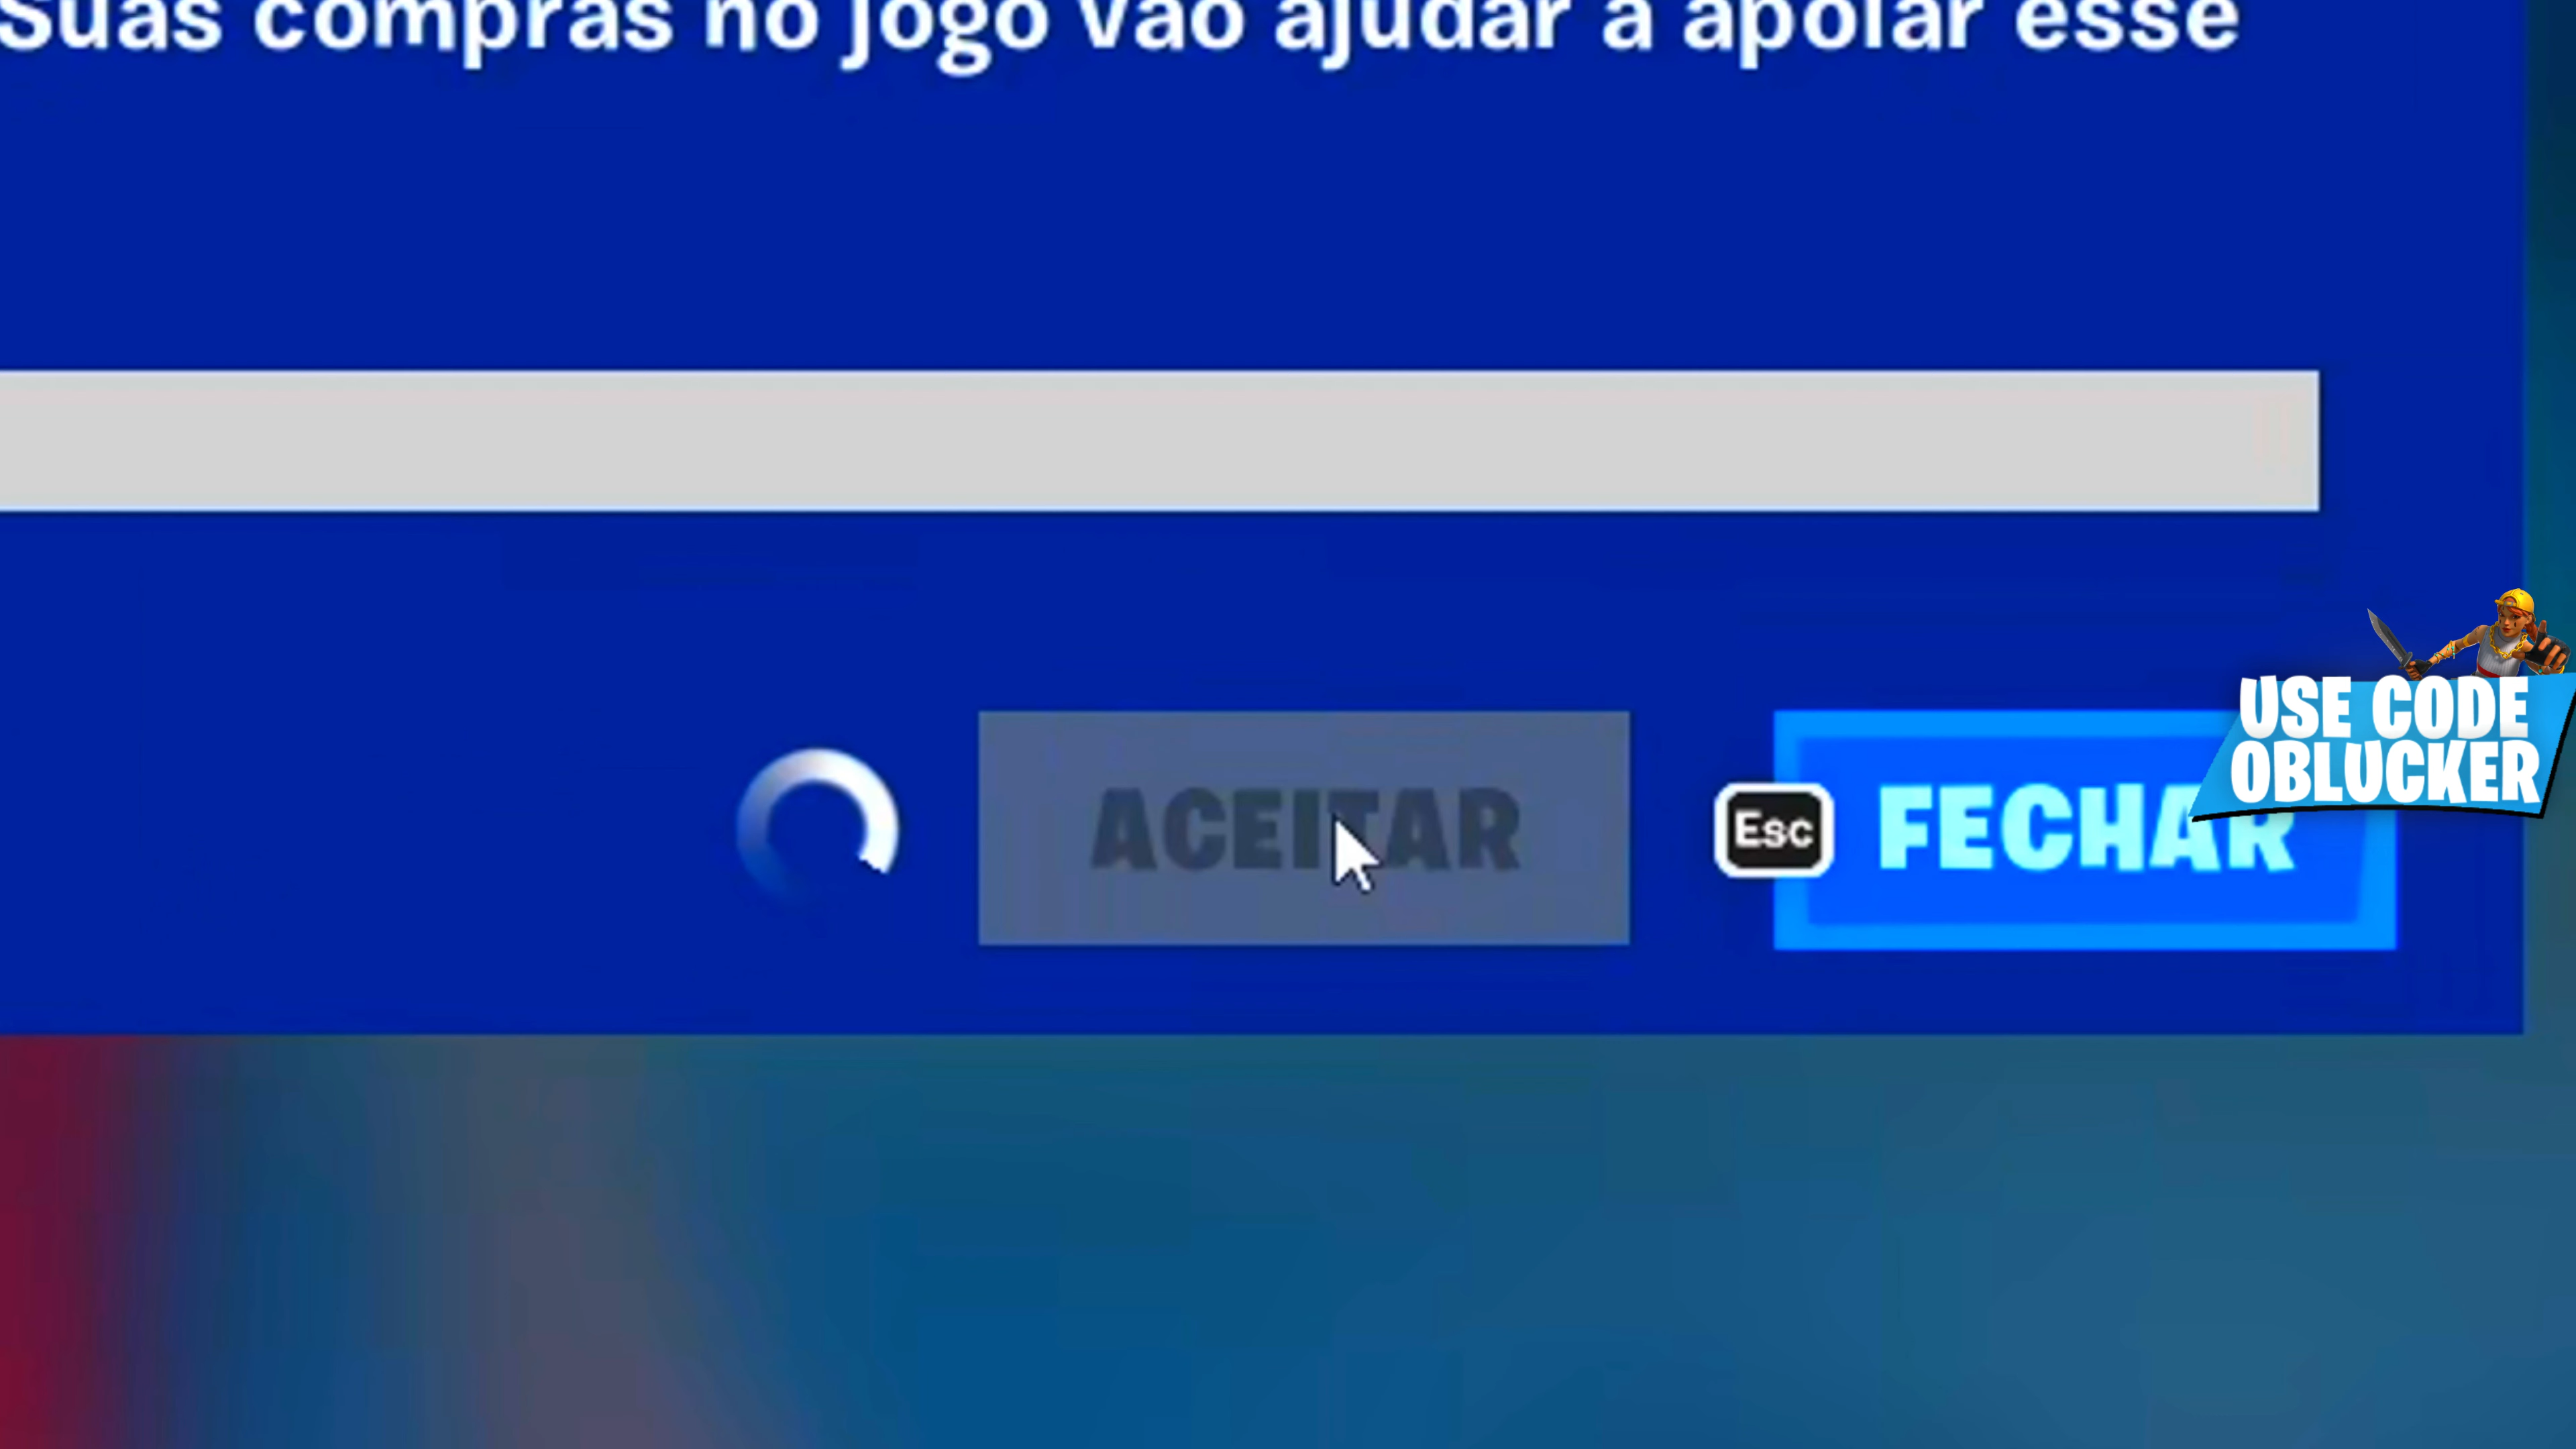 Suas compras no jogo vão ajudar a apoiar esse
USE CODE
OBLUCKER
ACEITAR
Esc
FECHAR